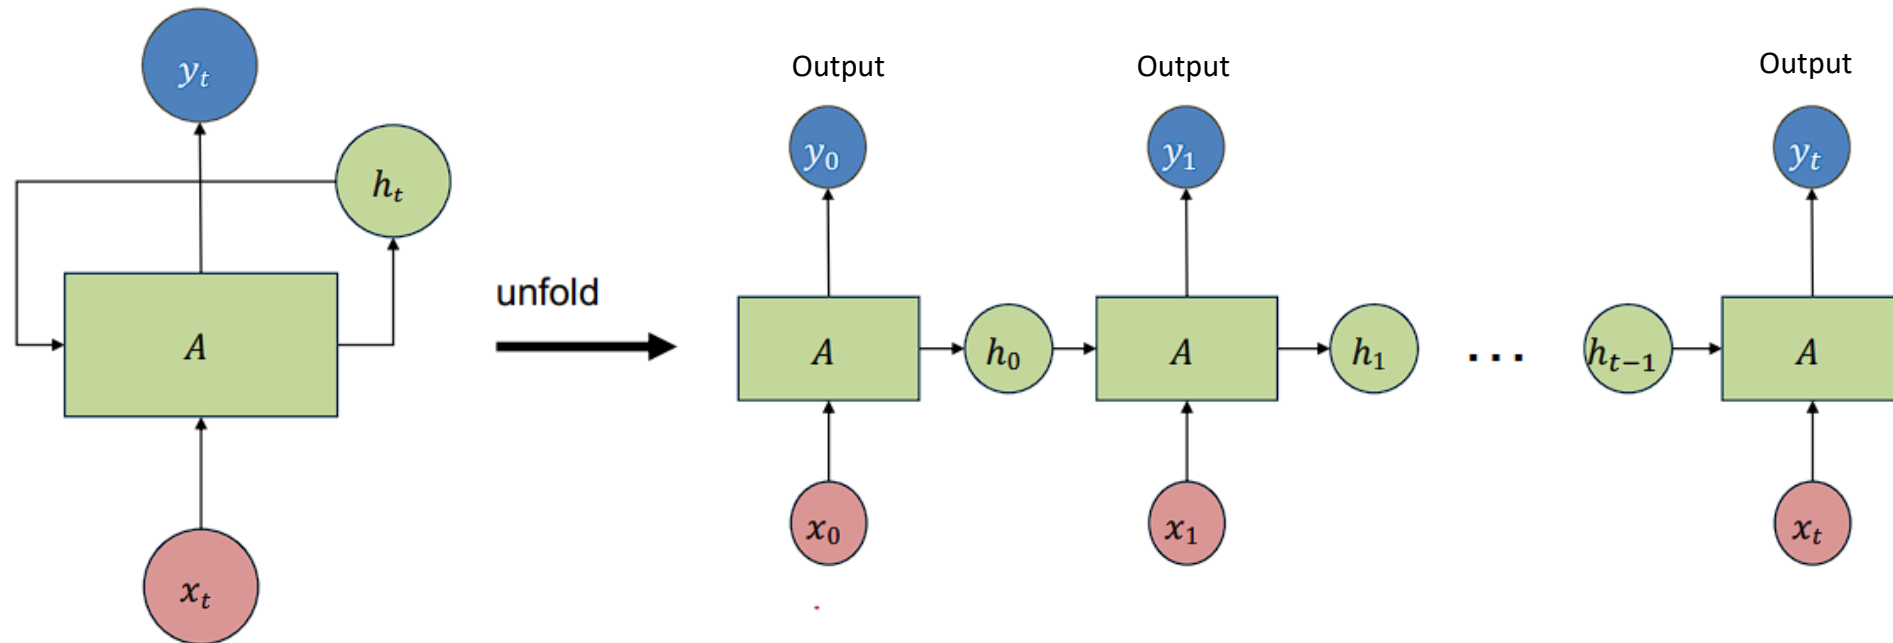 y_t
h_t
A
x_t
unfold
Output Output Output
y_0 y_1 y_t
A h_0 A h_1 ... h_{t-1} A
x_0 x_1 x_t